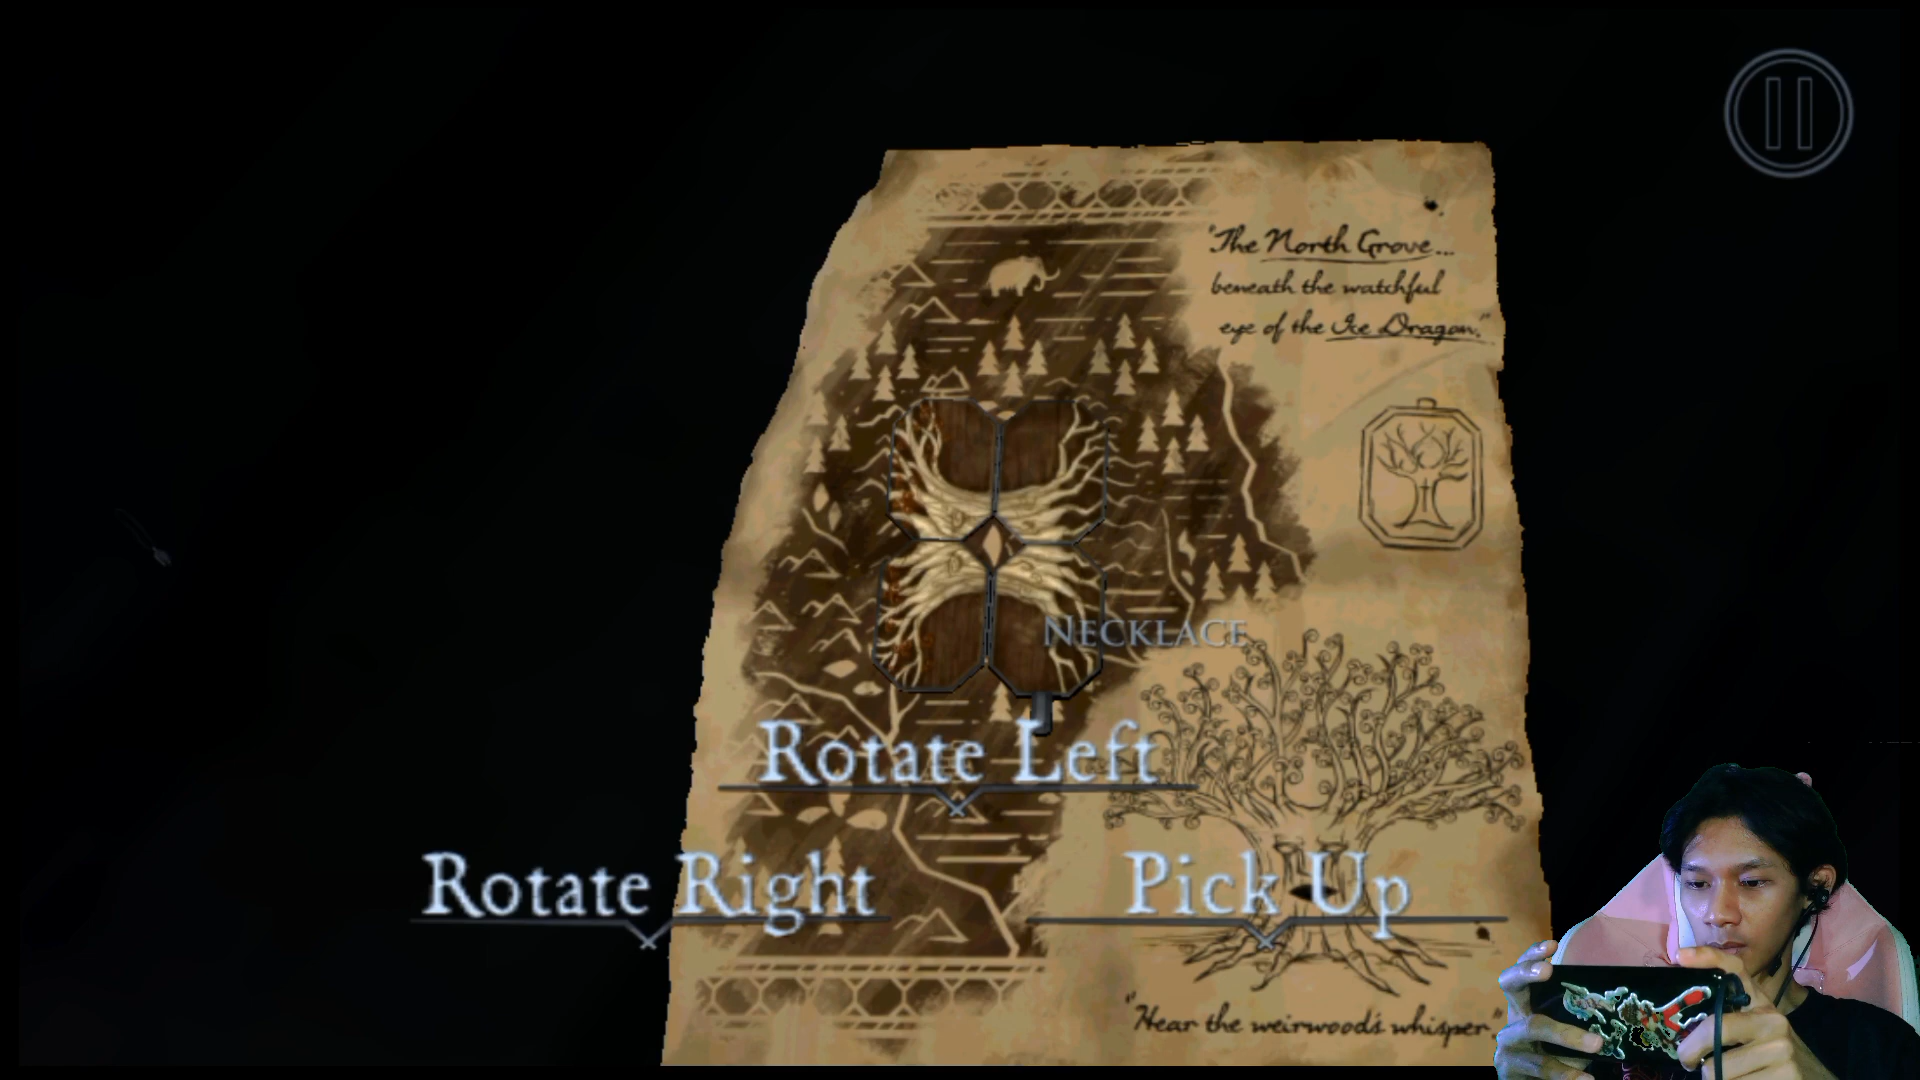 "The North Grove...
beneath the watchful
eye of the Ice Dragon."
NECKLACE
Rotate Left
Rotate Right
Pick Up
"Hear the weirwood's whisper."